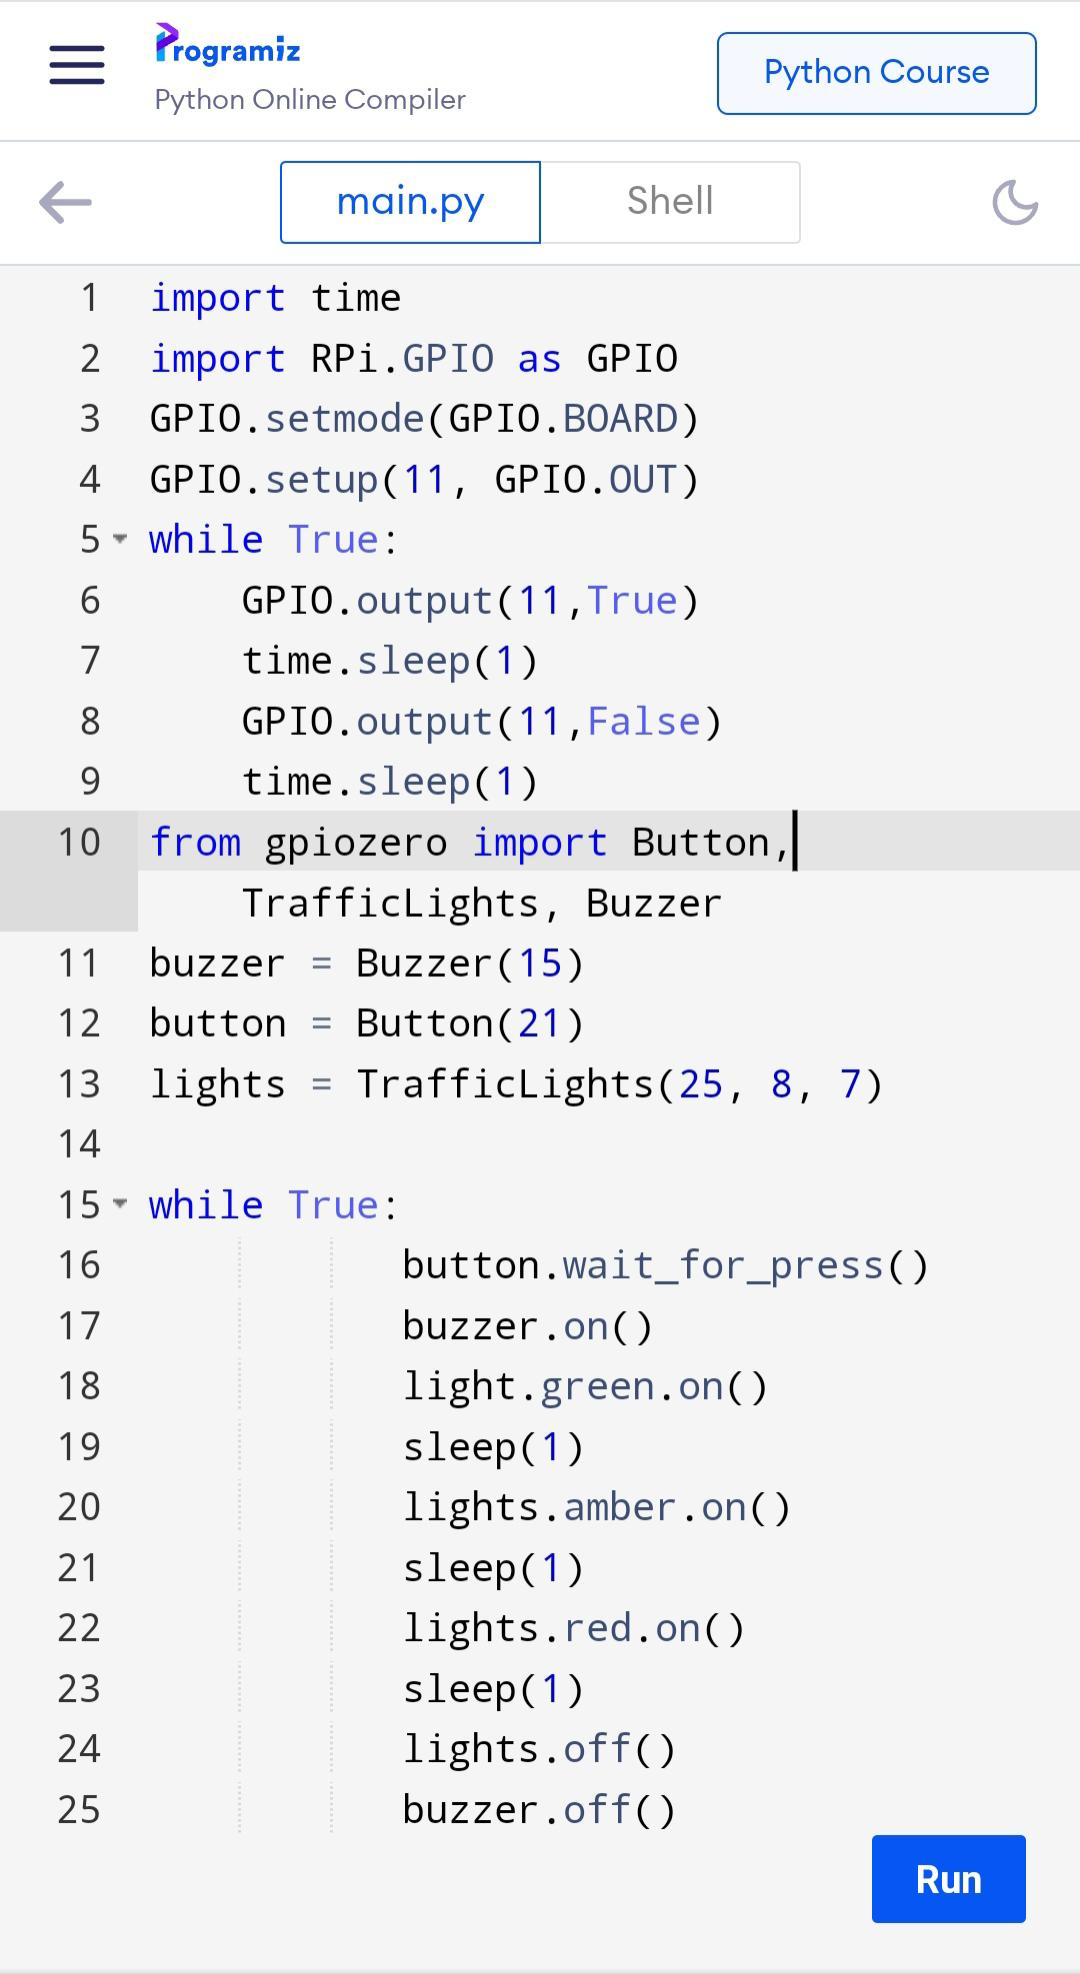 Programiz
Python Online Compiler
Python Course
main.py
Shell
1 import time
2 import RPi.GPIO as GPIO
3 GPIO.setmode(GPIO.BOARD)
4 GPIO.setup(11, GPIO.OUT)
5 while True:
6     GPIO.output(11,True)
7     time.sleep(1)
8     GPIO.output(11,False)
9     time.sleep(1)
10 from gpiozero import Button,
    TrafficLights, Buzzer
11 buzzer = Buzzer(15)
12 button = Button(21)
13 lights = TrafficLights(25, 8, 7)
14
15 while True:
16            button.wait_for_press()
17            buzzer.on()
18            light.green.on()
19            sleep(1)
20            lights.amber.on()
21            sleep(1)
22            lights.red.on()
23            sleep(1)
24            lights.off()
25            buzzer.off()
Run